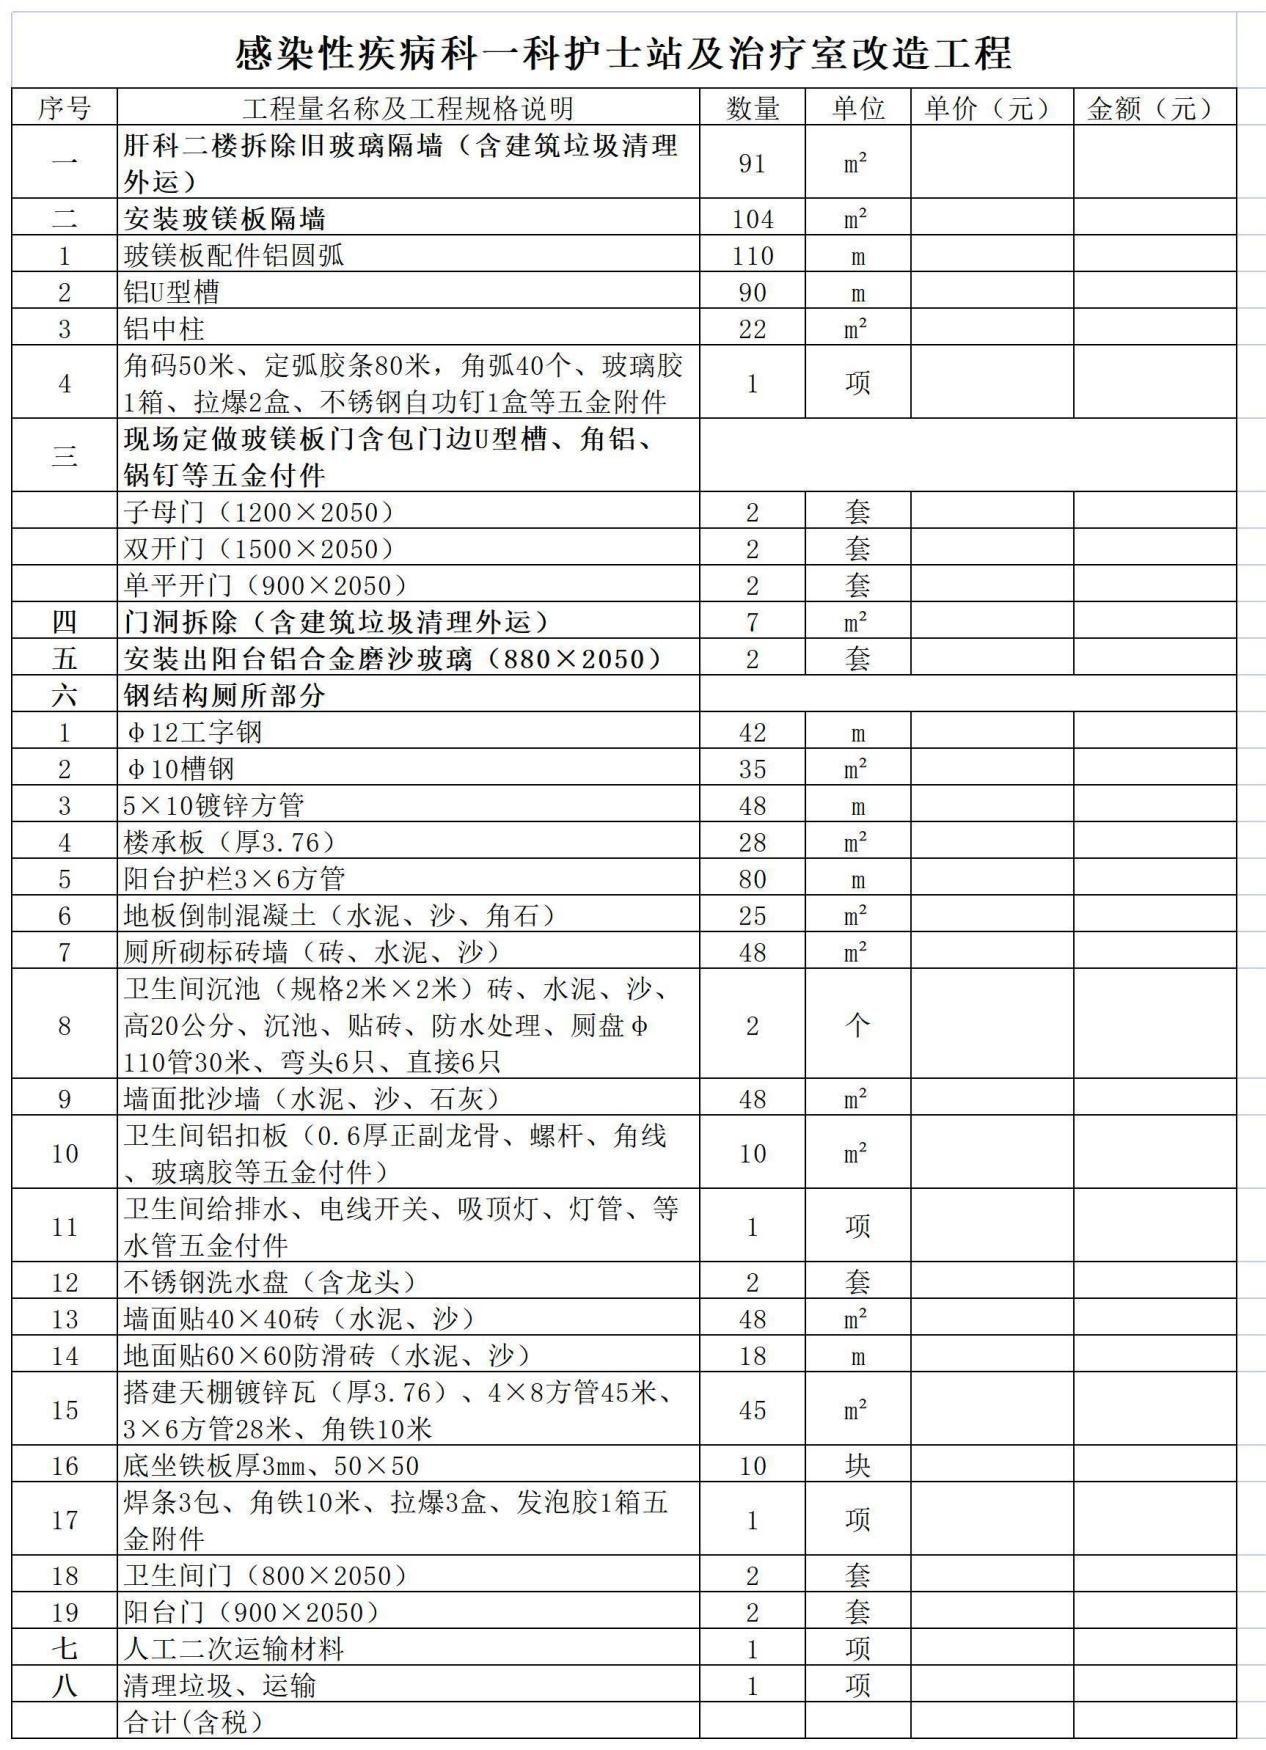 感染性疾病科一科护士站及治疗室改造工程
序号 工程量名称及工程规格说明 数量 单位 单价（元） 金额（元）
一 肝科二楼拆除旧玻璃隔墙（含建筑垃圾清理
外运） 91 m²
二 安装玻镁板隔墙 104 m²
1 玻镁板配件铝圆弧 110 m
2 铝U型槽 90 m
3 铝中柱 22 m²
4 角码50米、定弧胶条80米，角弧40个、玻璃胶
1箱、拉爆2盒、不锈钢自功钉1盒等五金附件 1 项
三 现场定做玻镁板门含包门边U型槽、角铝、
锅钉等五金付件
子母门（1200×2050） 2 套
双开门（1500×2050） 2 套
单平开门（900×2050） 2 套
四 门洞拆除（含建筑垃圾清理外运） 7 m²
五 安装出阳台铝合金磨沙玻璃（880×2050） 2 套
六 钢结构厕所部分
1 φ12工字钢 42 m
2 φ10槽钢 35 m²
3 5×10镀锌方管 48 m
4 楼承板（厚3.76） 28 m²
5 阳台护栏3×6方管 80 m
6 地板倒制混凝土（水泥、沙、角石） 25 m²
7 厕所砌标砖墙（砖、水泥、沙） 48 m²
8 卫生间沉池（规格2米×2米）砖、水泥、沙、
高20公分、沉池、贴砖、防水处理、厕盘φ
110管30米、弯头6只、直接6只 2 个
9 墙面批沙墙（水泥、沙、石灰） 48 m²
10 卫生间铝扣板（0.6厚正副龙骨、螺杆、角线
、玻璃胶等五金付件） 10 m²
11 卫生间给排水、电线开关、吸顶灯、灯管、等
水管五金付件 1 项
12 不锈钢洗水盘（含龙头） 2 套
13 墙面贴40×40砖（水泥、沙） 48 m²
14 地面贴60×60防滑砖（水泥、沙） 18 m
15 搭建天棚镀锌瓦（厚3.76）、4×8方管45米、
3×6方管28米、角铁10米 45 m²
16 底坐铁板厚3mm、50×50 10 块
17 焊条3包、角铁10米、拉爆3盒、发泡胶1箱五
金附件 1 项
18 卫生间门（800×2050） 2 套
19 阳台门（900×2050） 2 套
七 人工二次运输材料 1 项
八 清理垃圾、运输 1 项
合计(含税）